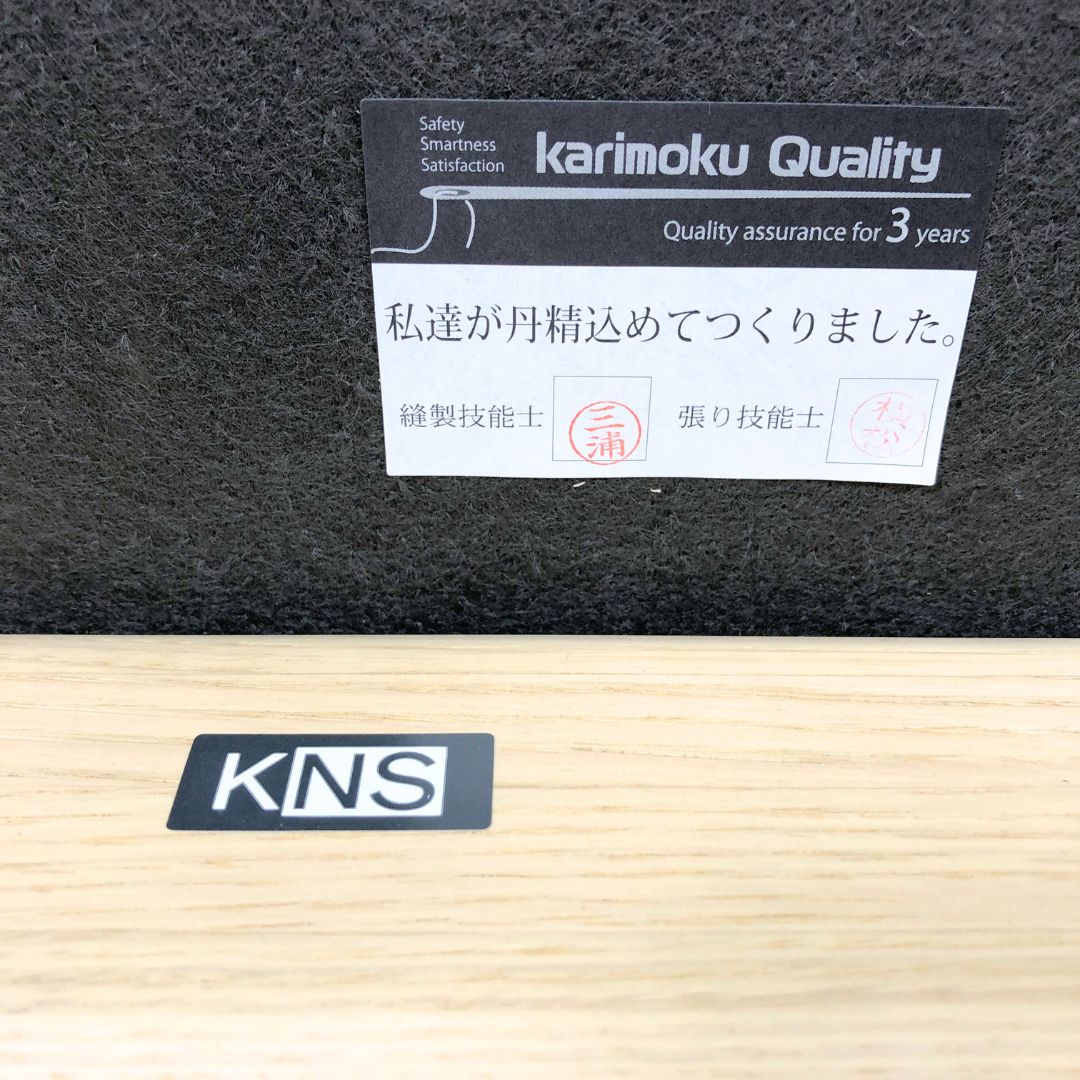 Safety
Smartness
Satisfaction
karimoku Quality
Quality assurance for 3 years
私達が丹精込めてつくりました。
縫製技能士
三浦
張り技能士
KNS